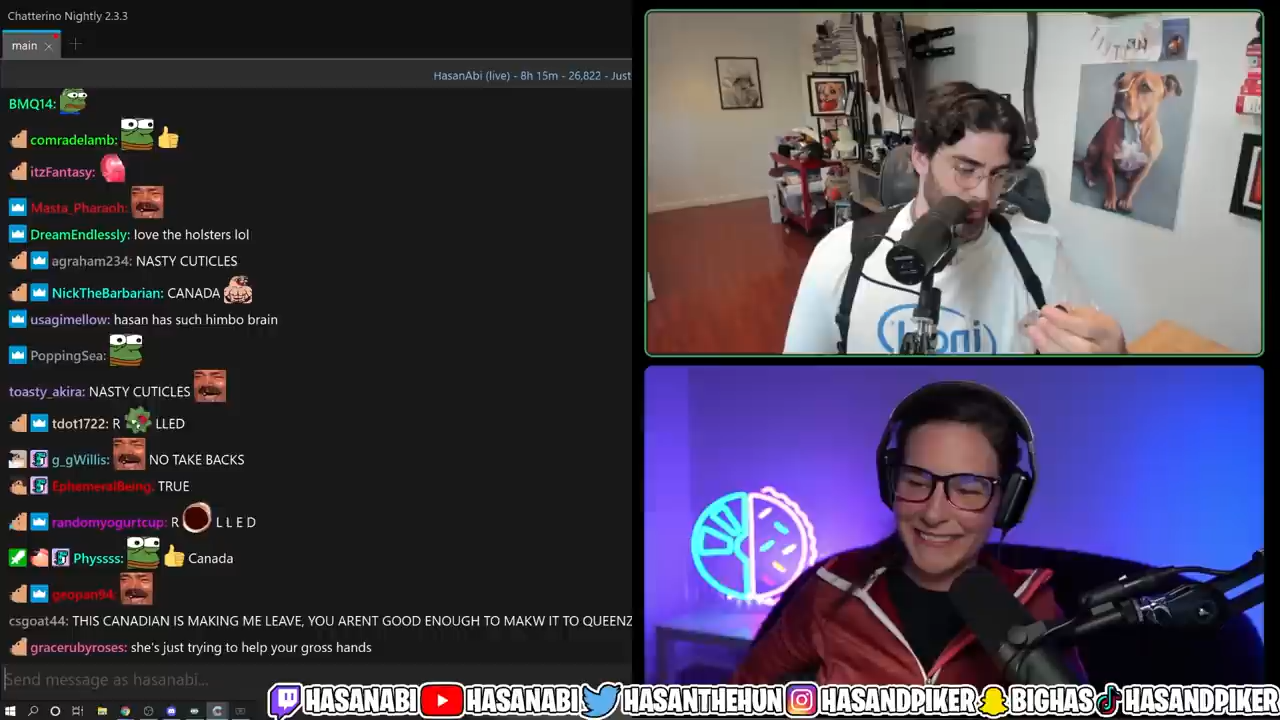 Chatterino Nightly 2.3.3
main
HasanAbi (live) - 8h 15m - 26,822 - Just
BMQ14:
comradelamb:
itzFantasy:
Masta_Pharaoh:
DreamEndlessly: love the holsters lol
agraham234: NASTY CUTICLES
NickTheBarbarian: CANADA
usagimellow: hasan has such himbo brain
PoppingSea:
toasty_akira: NASTY CUTICLES
tdot1722: R LLED
g_gWillis: NO TAKE BACKS
EphemeralBeing: TRUE
randomyogurtcup: R L L E D
Physsss: Canada
geopan94:
csgoat44: THIS CANADIAN IS MAKING ME LEAVE, YOU ARENT GOOD ENOUGH TO MAKW IT TO QUEENZ
gracerubyroses: she's just trying to help your gross hands
Send message as hasanabi...
HASANABI HASANABI HASANTHEHUN HASANDPIKER BIGHAS HASANDPIKER